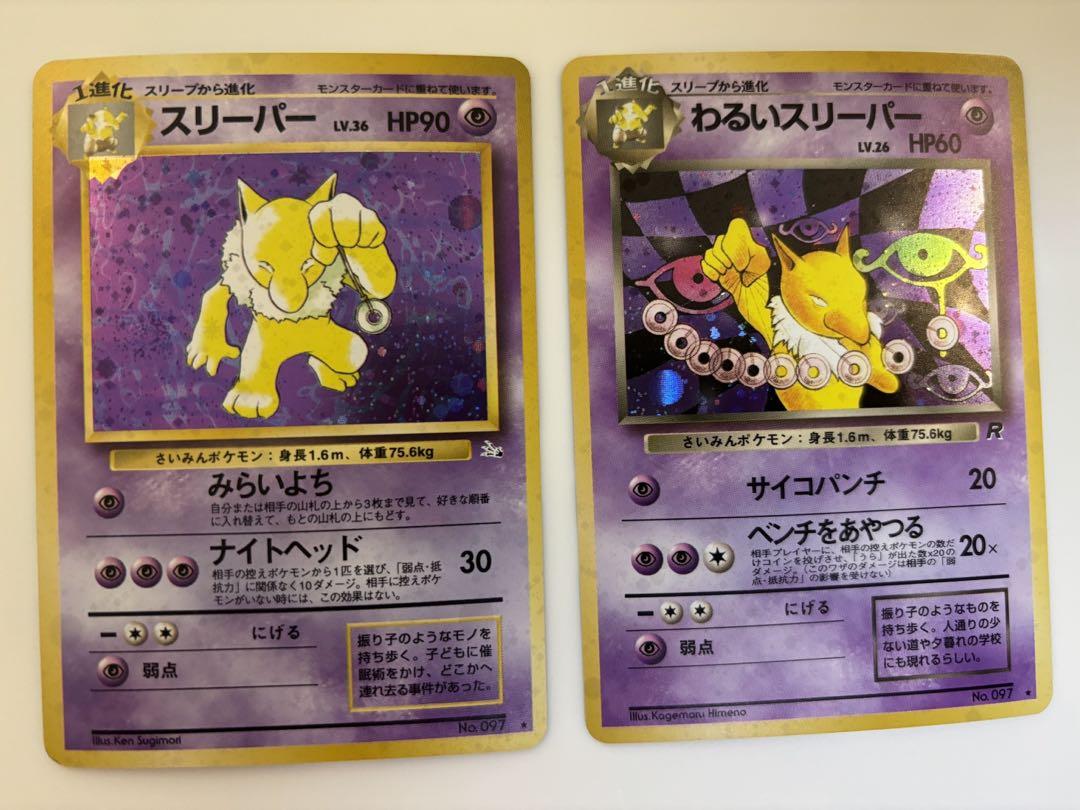 1進化 スリープから進化 モンスターカードに重ねて使います。
スリーパー LV.36 HP90
さいみんポケモン：身長1.6m、体重75.6kg
みらいよち
自分または相手の山札の上から3枚まで見て、好きな順番
に入れ替えて、もとの山札の上にもどす。
ナイトヘッド 30
相手の控えポケモンから1匹を選び、「弱点・抵
抗力」に関係なく10ダメージ。相手に控えポケ
モンがいない時には、この効果はない。
にげる
弱点
振り子のようなモノを
持ち歩く。子どもに催
眠術をかけ、どこかへ
連れ去る事件があった。
Illus.Ken Sugimori No.097
1進化 スリープから進化 モンスターカードに重ねて使います。
わるいスリーパー
LV.26 HP60
さいみんポケモン：身長1.6m、体重75.6kg R
サイコパンチ 20
ベンチをあやつる 20×
相手プレイヤーに、相手の控えポケモンの数だ
けコインを投げさせ、「うら」が出た数x20の
ダメージ。（このワザのダメージは相手の「弱
点・抵抗力」の影響を受けない）
にげる
弱点
振り子のようなものを
持ち歩く。人通りの少
ない道や夕暮れの学校
にも現れるらしい。
No.097
Illus.Kagemaru Himeno